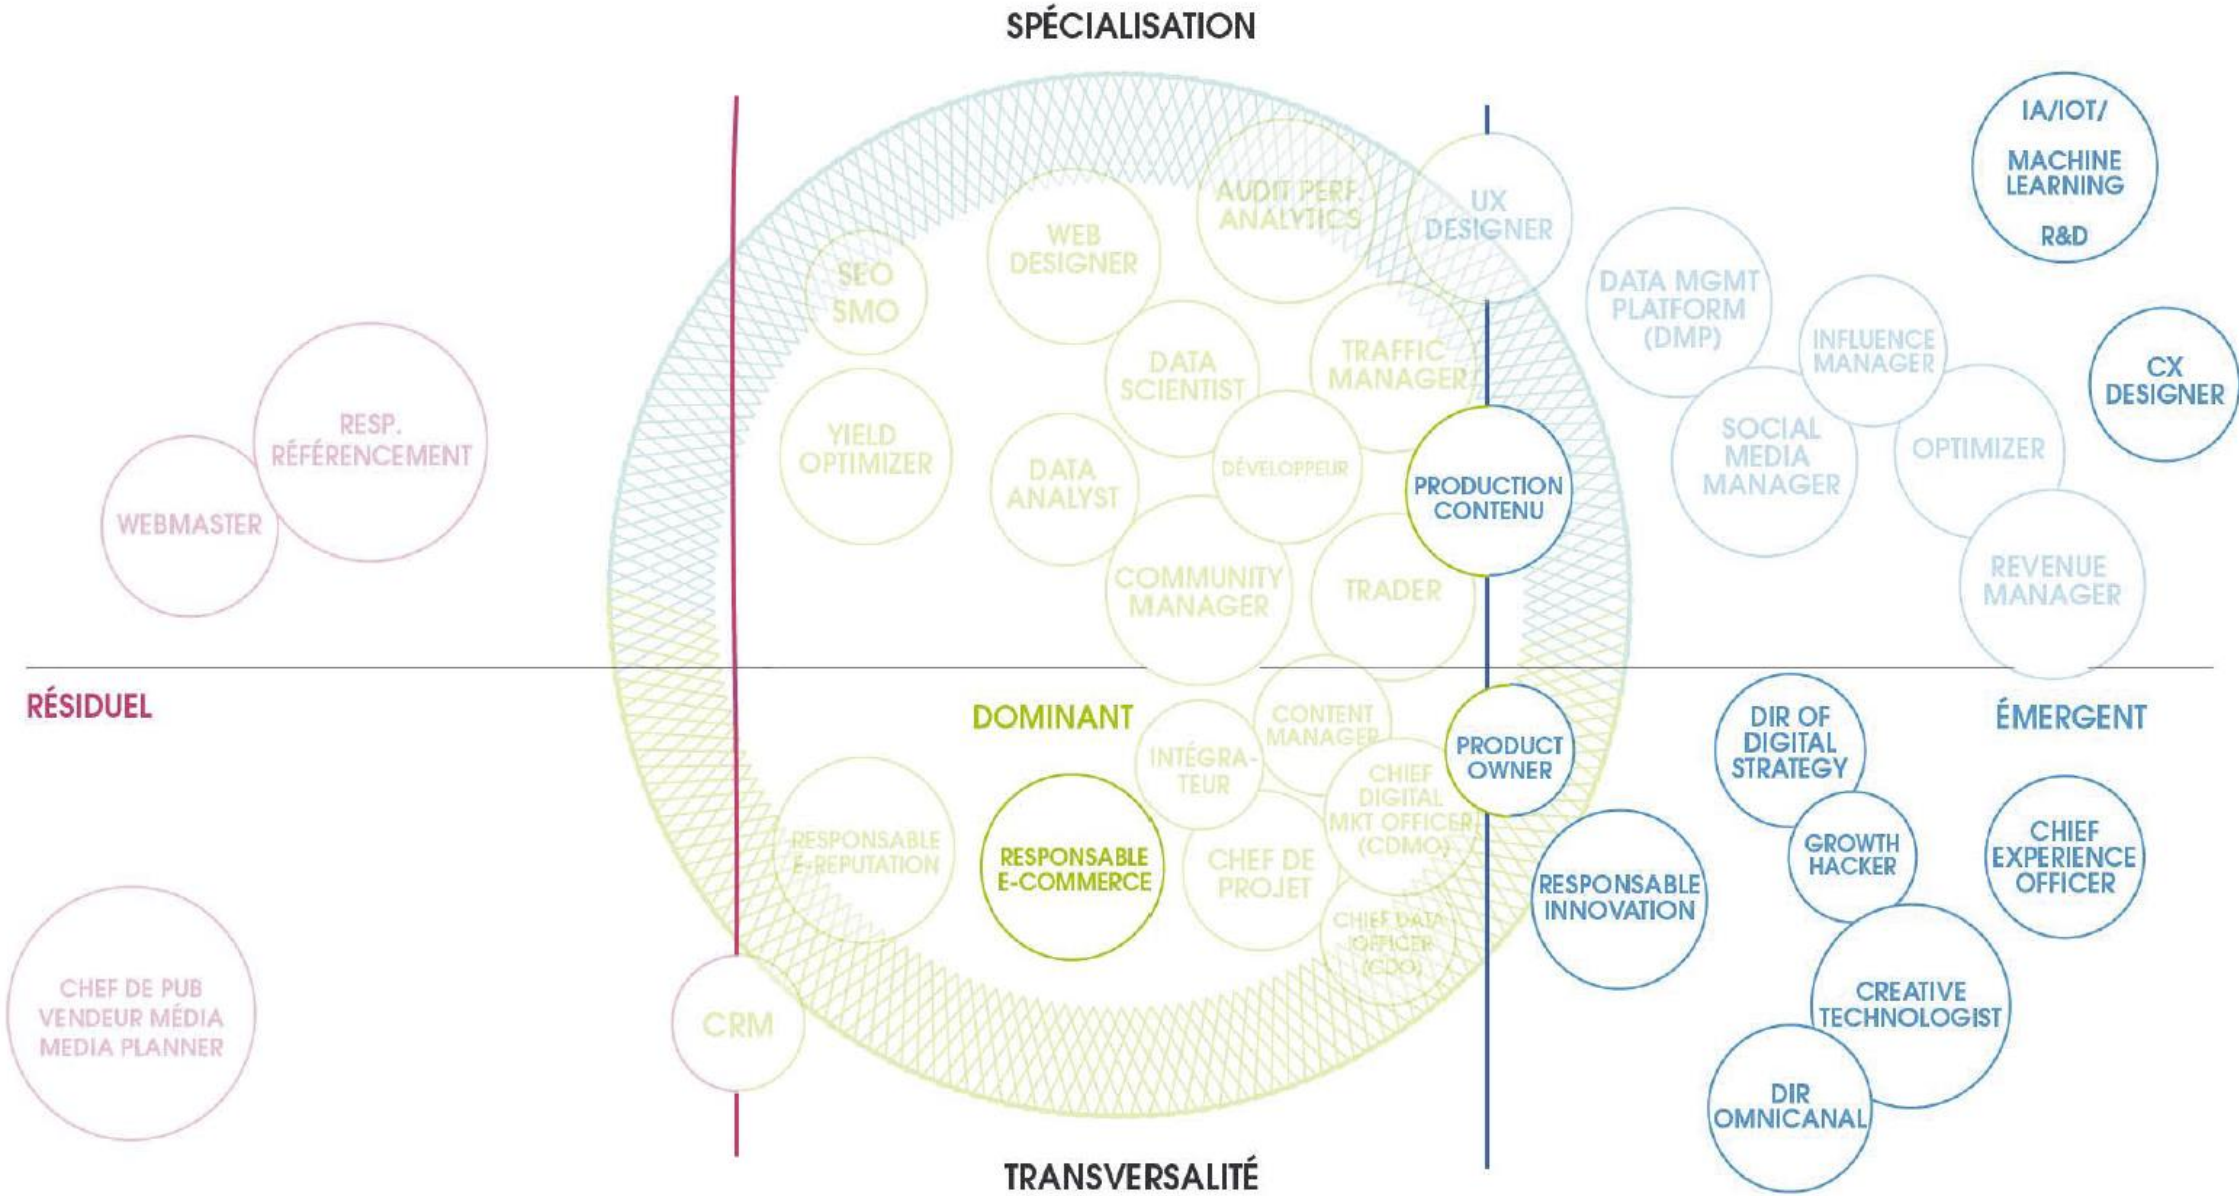 SPÉCIALISATION
IA/IOT/
MACHINE
LEARNING
R&D
AUDIT PERF.
ANALYTICS
UX
DESIGNER
WEB
DESIGNER
SEO
SMO
DATA MGMT
PLATFORM
(DMP)
INFLUENCE
MANAGER
CX
DESIGNER
DATA
SCIENTIST
TRAFFIC
MANAGER
RESP.
RÉFÉRENCEMENT
YIELD
OPTIMIZER
DATA
ANALYST
DÉVELOPPEUR
PRODUCTION
CONTENU
SOCIAL
MEDIA
MANAGER
OPTIMIZER
WEBMASTER
COMMUNITY
MANAGER
TRADER
REVENUE
MANAGER
RÉSIDUEL
DOMINANT
ÉMERGENT
CONTENT
MANAGER
INTÉGRA-
TEUR
PRODUCT
OWNER
DIR OF
DIGITAL
STRATEGY
CHIEF
DIGITAL
MKT OFFICER
(CDMO)
RESPONSABLE
E-REPUTATION
RESPONSABLE
E-COMMERCE
CHEF DE
PROJET
GROWTH
HACKER
CHIEF
EXPERIENCE
OFFICER
RESPONSABLE
INNOVATION
CHIEF DATA
OFFICER
(CDO)
CHEF DE PUB
VENDEUR MÉDIA
MEDIA PLANNER
CRM
CREATIVE
TECHNOLOGIST
DIR
OMNICANAL
TRANSVERSALITÉ